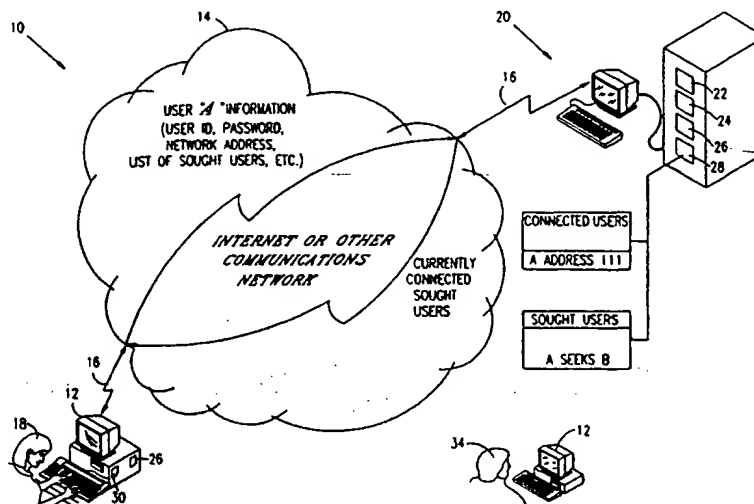 10
14
20
16
22
24
26
28
USER "A" INFORMATION
(USER ID, PASSWORD,
NETWORK ADDRESS,
LIST OF SOUGHT USERS, ETC.)
INTERNET OR OTHER
COMMUNICATIONS
NETWORK
CURRENTLY
CONNECTED
SOUGHT
USERS
CONNECTED USERS
A ADDRESS 111
SOUGHT USERS
A SEEKS B
16
12
18
26
30
34
12